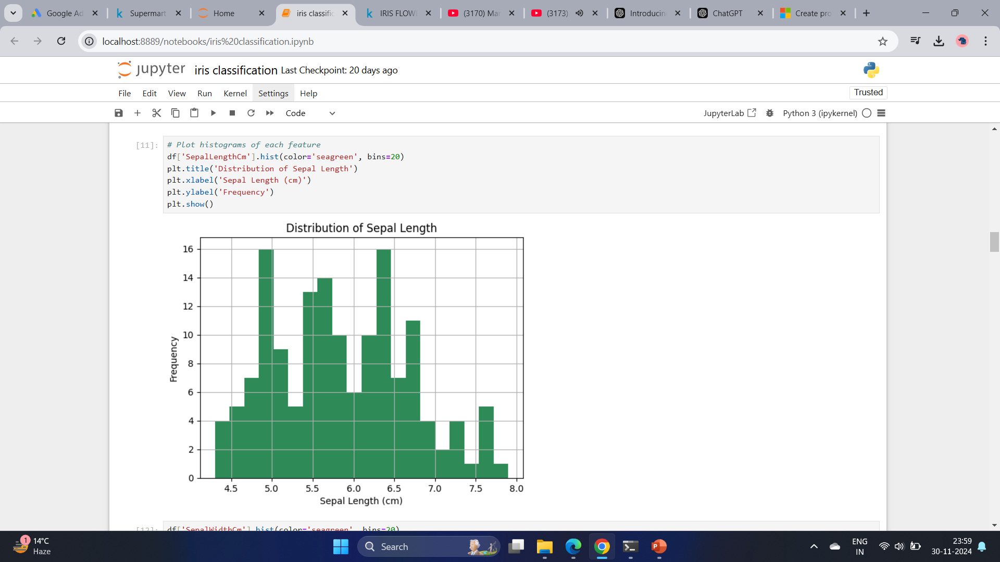 Google Ad
Supermart
Home
iris classific
IRIS FLOW
(3170) Mar
(3173)
Introducin
ChatGPT
Create pro
localhost:8889/notebooks/iris%20classification.ipynb
jupyter iris classification Last Checkpoint: 20 days ago
File Edit View Run Kernel Settings Help
Trusted
Code
JupyterLab
Python 3 (ipykernel)
[11]:
# Plot histograms of each feature
df['SepalLengthCm'].hist(color='seagreen', bins=20)
plt.title('Distribution of Sepal Length')
plt.xlabel('Sepal Length (cm)')
plt.ylabel('Frequency')
plt.show()
Distribution of Sepal Length
16
14
12
10
8
6
4
2
0
Frequency
4.5 5.0 5.5 6.0 6.5 7.0 7.5 8.0
Sepal Length (cm)
[12]:
df['SepalWidthCm'].hist(color='seagreen', bins=20)
1
14°C
Haze
Search
ENG
IN
23:59
30-11-2024